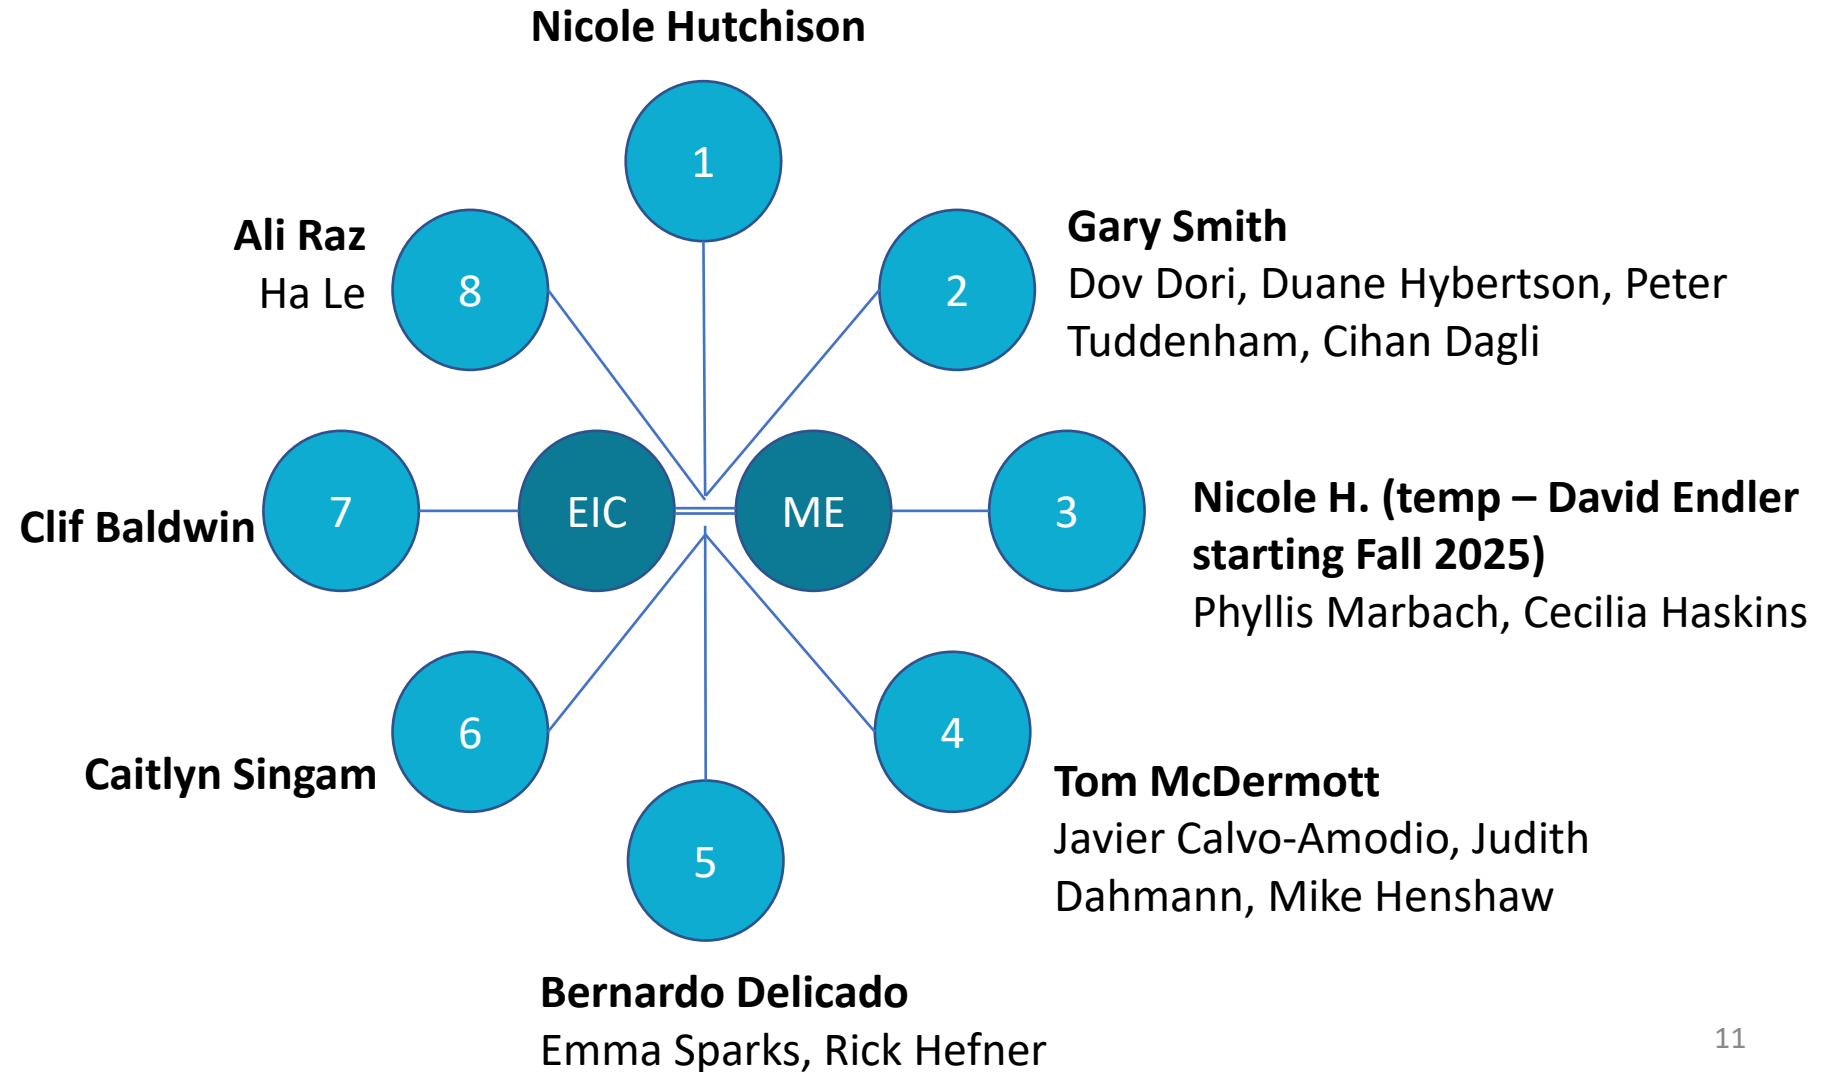 Nicole Hutchison
1
Ali Raz
Ha Le
8
2
Gary Smith
Dov Dori, Duane Hybertson, Peter
Tuddenham, Cihan Dagli
Clif Baldwin
7
EIC
ME
3
Nicole H. (temp – David Endler
starting Fall 2025)
Phyllis Marbach, Cecilia Haskins
Caitlyn Singam
6
4
Tom McDermott
Javier Calvo-Amodio, Judith
Dahmann, Mike Henshaw
5
Bernardo Delicado
Emma Sparks, Rick Hefner
11